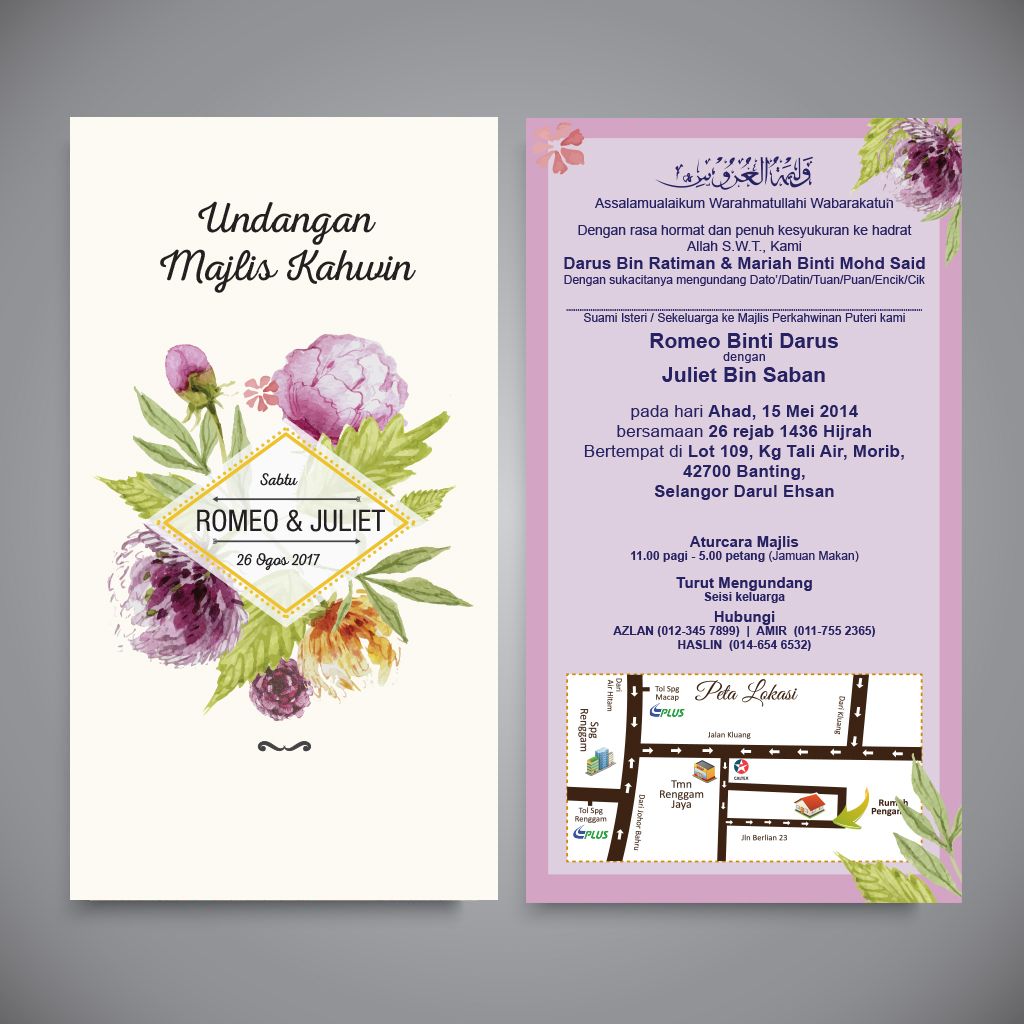 Undangan
Majlis Kahwin
Sabtu
ROMEO & JULIET
26 Ogos 2017
وليمة العروس
Assalamualaikum Warahmatullahi Wabarakatuh
Dengan rasa hormat dan penuh kesyukuran ke hadrat
Allah S.W.T., Kami
Darus Bin Ratiman & Mariah Binti Mohd Said
Dengan sukacitanya mengundang Dato'/Datin/Tuan/Puan/Encik/Cik
Suami Isteri / Sekeluarga ke Majlis Perkahwinan Puteri kami
Romeo Binti Darus
dengan
Juliet Bin Saban
pada hari Ahad, 15 Mei 2014
bersamaan 26 rejab 1436 Hijrah
Bertempat di Lot 109, Kg Tali Air, Morib,
42700 Banting,
Selangor Darul Ehsan
Aturcara Majlis
11.00 pagi - 5.00 petang (Jamuan Makan)
Turut Mengundang
Seisi keluarga
Hubungi
AZLAN (012-345 7899) | AMIR (011-755 2365)
HASLIN (014-654 6532)
Peta Lokasi
Dari
Air Hitam
Tol Spg
Macap
PLUS
Dari Kluang
Spg
Renggam
Jalan Kluang
CALTEX
Tmn
Renggam
Jaya
Rumah
Tol Spg
Renggam
PLUS
Dari Johor Bahru
Jln Berlian 23